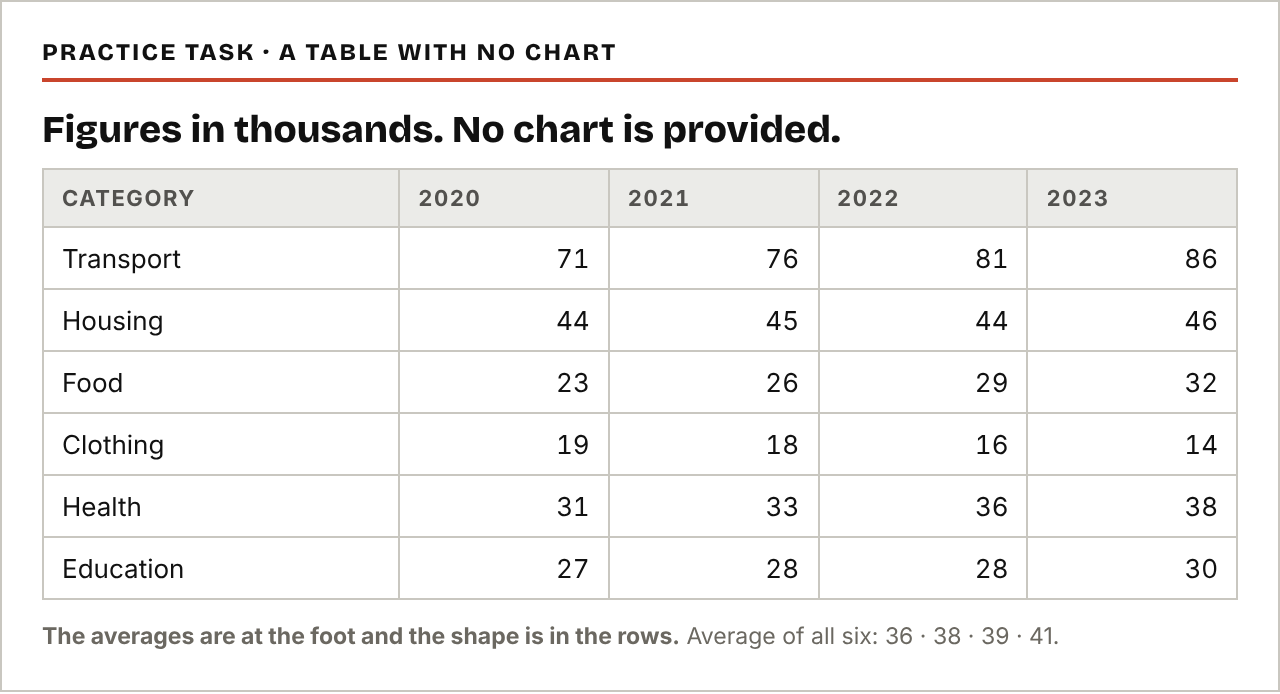 PRACTICE TASK · A TABLE WITH NO CHART
Figures in thousands. No chart is provided.
CATEGORY 2020 2021 2022 2023
Transport 71 76 81 86
Housing 44 45 44 46
Food 23 26 29 32
Clothing 19 18 16 14
Health 31 33 36 38
Education 27 28 28 30
The averages are at the foot and the shape is in the rows. Average of all six: 36 · 38 · 39 · 41.